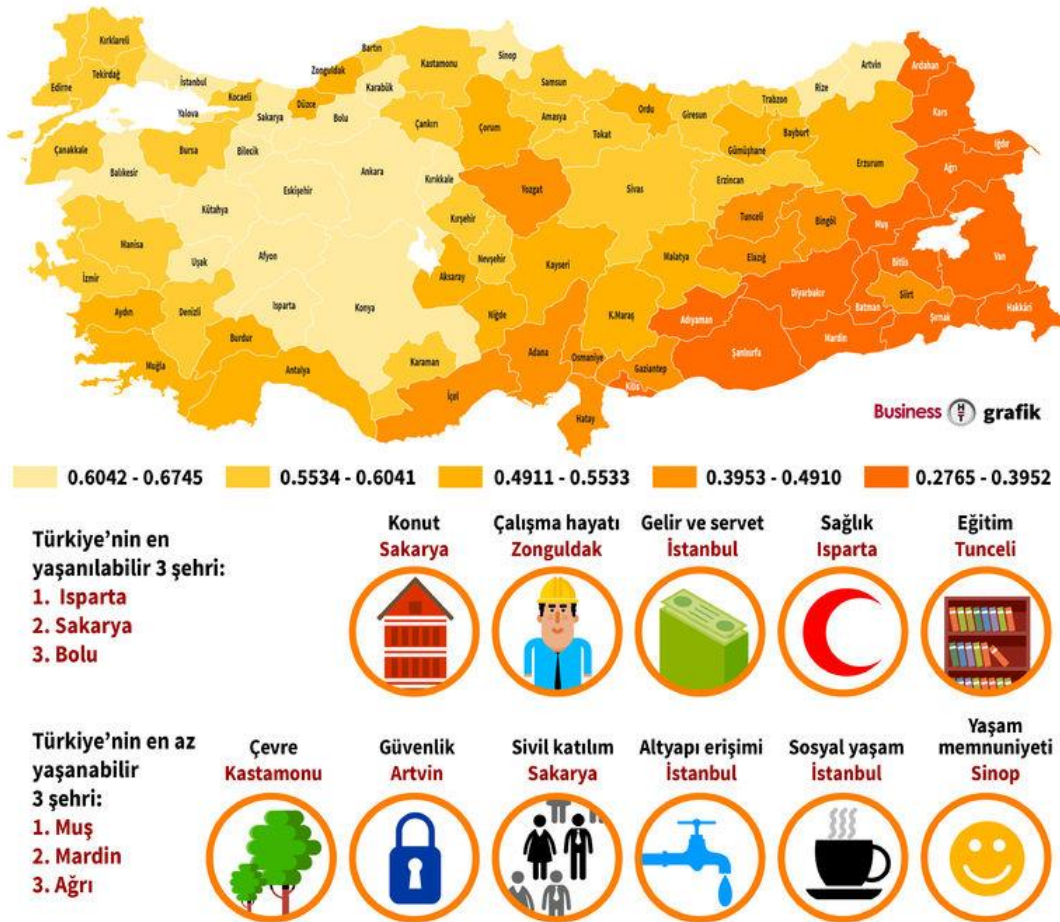 Kırklareli
Edirne
Tekirdağ
İstanbul
Yalova
Kocaeli
Sakarya
Düzce
Zonguldak
Bartın
Karabük
Bolu
Kastamonu
Çankırı
Sinop
Samsun
Çorum
Amasya
Tokat
Ordu
Giresun
Trabzon
Gümüşhane
Bayburt
Rize
Artvin
Ardahan
Kars
Iğdır
Ağrı
Erzurum
Erzincan
Çanakkale
Balıkesir
Bursa
Bilecik
Eskişehir
Ankara
Kırıkkale
Yozgat
Sivas
Tunceli
Bingöl
Muş
Kütahya
Kırşehir
Manisa
Uşak
Afyon
Nevşehir
Kayseri
Malatya
Elazığ
Bitlis
Van
İzmir
Aksaray
Aydın
Denizli
Isparta
Konya
Niğde
K.Maraş
Adıyaman
Diyarbakır
Batman
Siirt
Şırnak
Hakkâri
Muğla
Burdur
Antalya
Karaman
İçel
Adana
Osmaniye
Gaziantep
Kilis
Şanlıurfa
Mardin
Hatay
Business HT grafik
0.6042 - 0.6745
0.5534 - 0.6041
0.4911 - 0.5533
0.3953 - 0.4910
0.2765 - 0.3952
Türkiye'nin en
yaşanılabilir 3 şehri:
1. Isparta
2. Sakarya
3. Bolu
Konut
Sakarya
Çalışma hayatı
Zonguldak
Gelir ve servet
İstanbul
Sağlık
Isparta
Eğitim
Tunceli
Türkiye'nin en az
yaşanabilir
3 şehri:
1. Muş
2. Mardin
3. Ağrı
Çevre
Kastamonu
Güvenlik
Artvin
Sivil katılım
Sakarya
Altyapı erişimi
İstanbul
Sosyal yaşam
İstanbul
Yaşam
memnuniyeti
Sinop